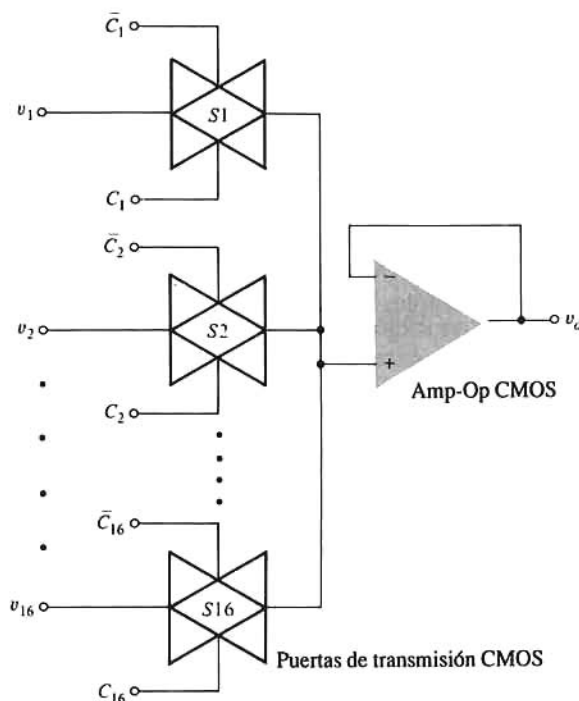 C̄₁
S1
v₁
C₁
C̄₂
S2
v₂
C₂
−
+
vₒ
Amp-Op CMOS
C̄₁₆
S16
v₁₆
Puertas de transmisión CMOS
C₁₆